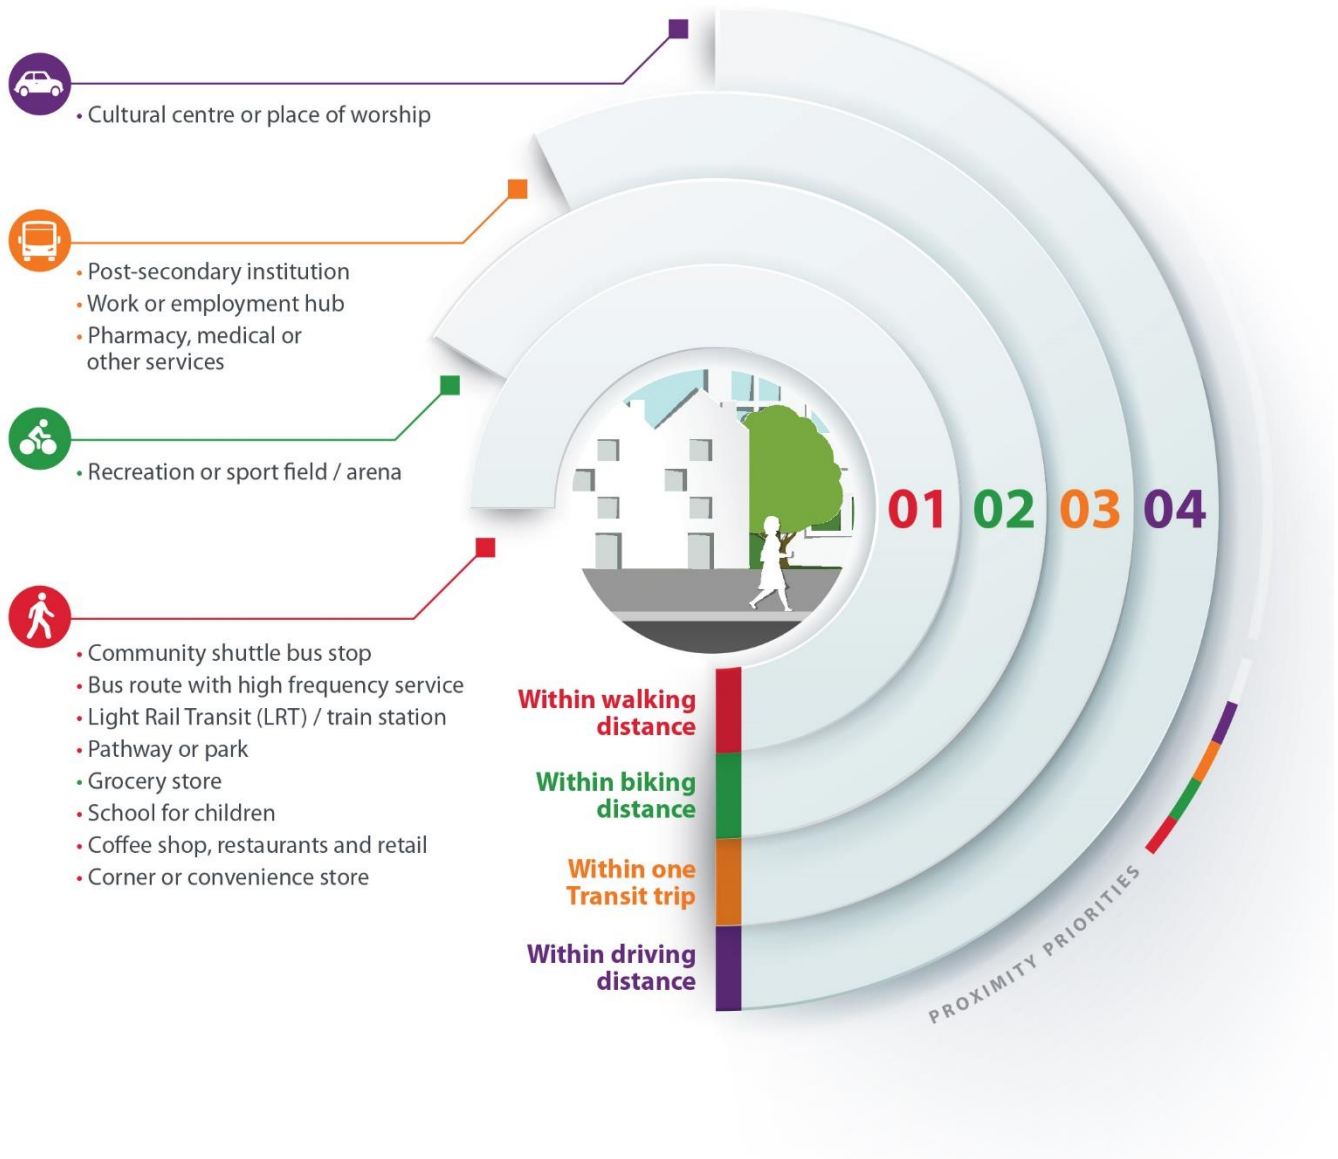 • Cultural centre or place of worship
• Post-secondary institution
• Work or employment hub
• Pharmacy, medical or
other services
• Recreation or sport field / arena
• Community shuttle bus stop
• Bus route with high frequency service
• Light Rail Transit (LRT) / train station
• Pathway or park
• Grocery store
• School for children
• Coffee shop, restaurants and retail
• Corner or convenience store
01 02 03 04
Within walking
distance
Within biking
distance
Within one
Transit trip
Within driving
distance
PROXIMITY PRIORITIES